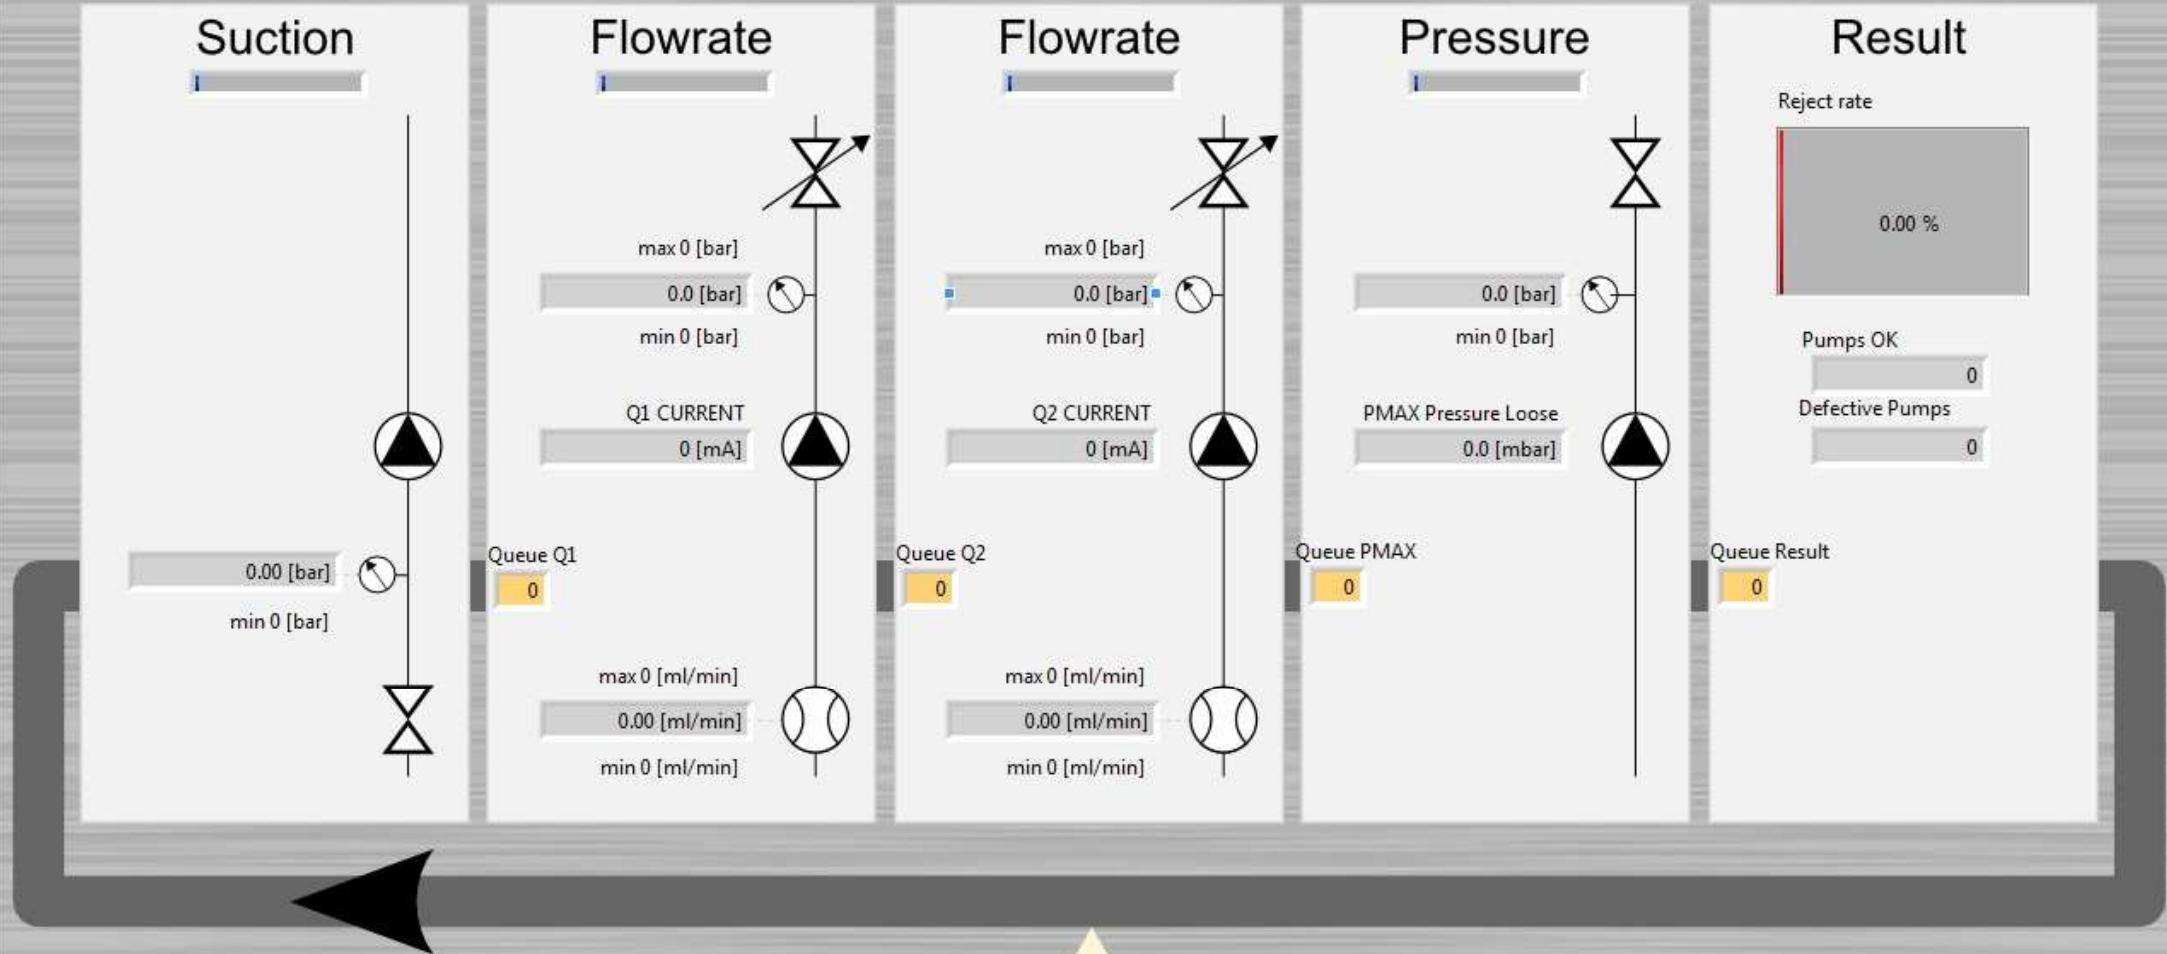 Suction
0.00 [bar]
min 0 [bar]
Flowrate
max 0 [bar]
0.0 [bar]
min 0 [bar]
Q1 CURRENT
0 [mA]
Queue Q1
0
max 0 [ml/min]
0.00 [ml/min]
min 0 [ml/min]
Flowrate
max 0 [bar]
0.0 [bar]
min 0 [bar]
Q2 CURRENT
0 [mA]
Queue Q2
0
max 0 [ml/min]
0.00 [ml/min]
min 0 [ml/min]
Pressure
0.0 [bar]
min 0 [bar]
PMAX Pressure Loose
0.0 [mbar]
Queue PMAX
0
Result
Reject rate
0.00 %
Pumps OK
0
Defective Pumps
0
Queue Result
0